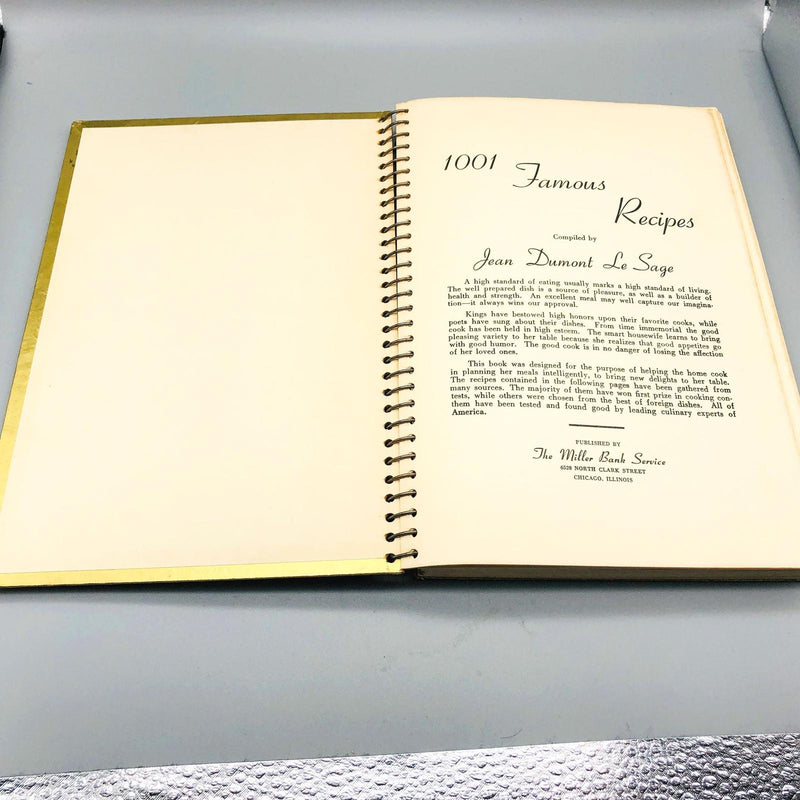 1001
Famous
Recipes
Compiled by
Jean Dumont Le Sage
A high standard of eating usually marks a high standard of living.
The well prepared dish is a source of pleasure, as well as a builder of
health and strength. An excellent meal may well capture our imagina-
tion—it always wins our approval.
Kings have bestowed high honors upon their favorite cooks, while
poets have sung about their dishes. From time immemorial the good
cook has been held in high esteem. The smart housewife learns to bring
pleasing variety to her table because she realizes that good appetites go
with good humor. The good cook is in no danger of losing the affection
of her loved ones.
This book was designed for the purpose of helping the home cook
in planning her meals intelligently, to bring new delights to her table.
The recipes contained in the following pages have been gathered from
many sources. The majority of them have won first prize in cooking con-
tests, while others were chosen from the best of foreign dishes. All of
them have been tested and found good by leading culinary experts of
America.
PUBLISHED BY
The Miller Bank Service
6528 NORTH CLARK STREET
CHICAGO, ILLINOIS